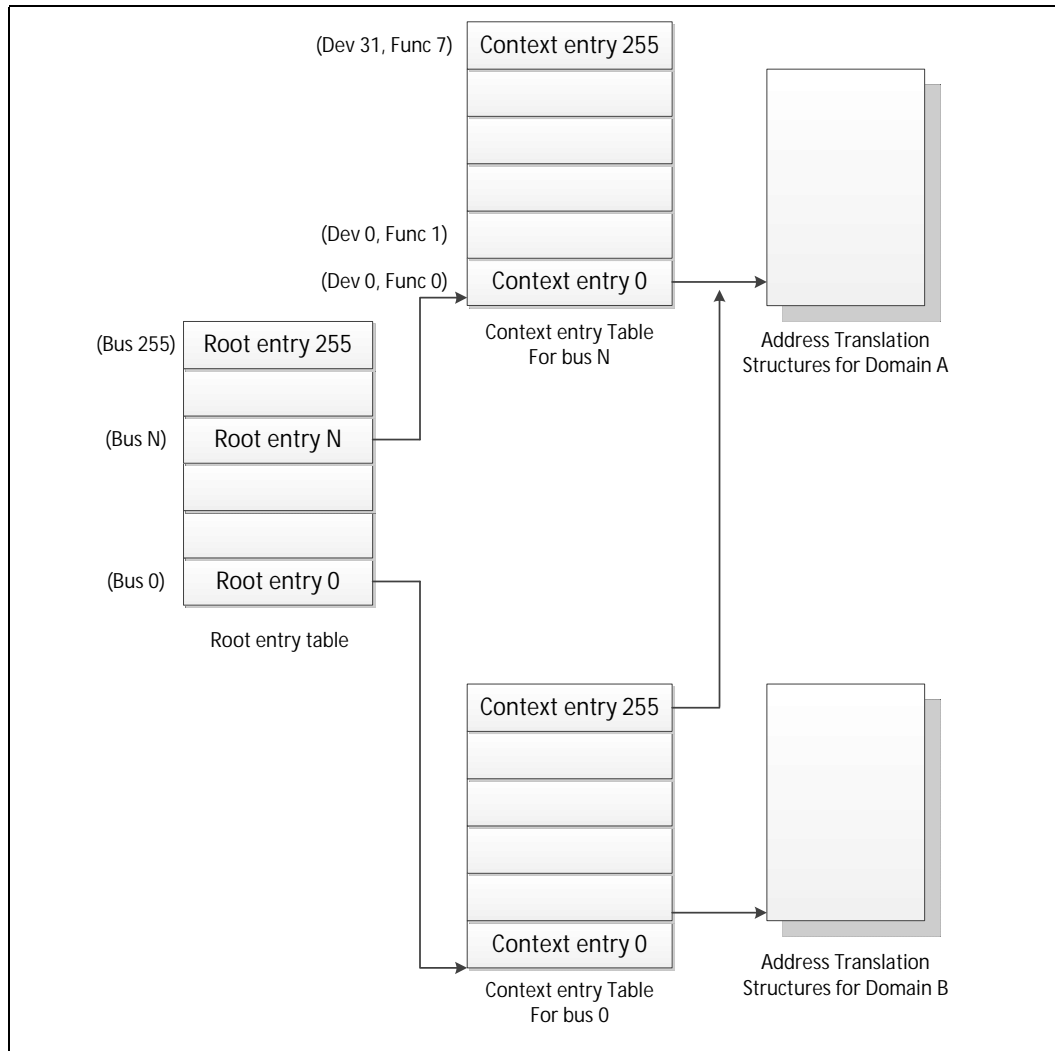 (Dev 31, Func 7)
Context entry 255
(Dev 0, Func 1)
(Dev 0, Func 0)
Context entry 0
Context entry Table
For bus N
Address Translation
Structures for Domain A
(Bus 255)
Root entry 255
(Bus N)
Root entry N
(Bus 0)
Root entry 0
Root entry table
Context entry 255
Context entry 0
Context entry Table
For bus 0
Address Translation
Structures for Domain B